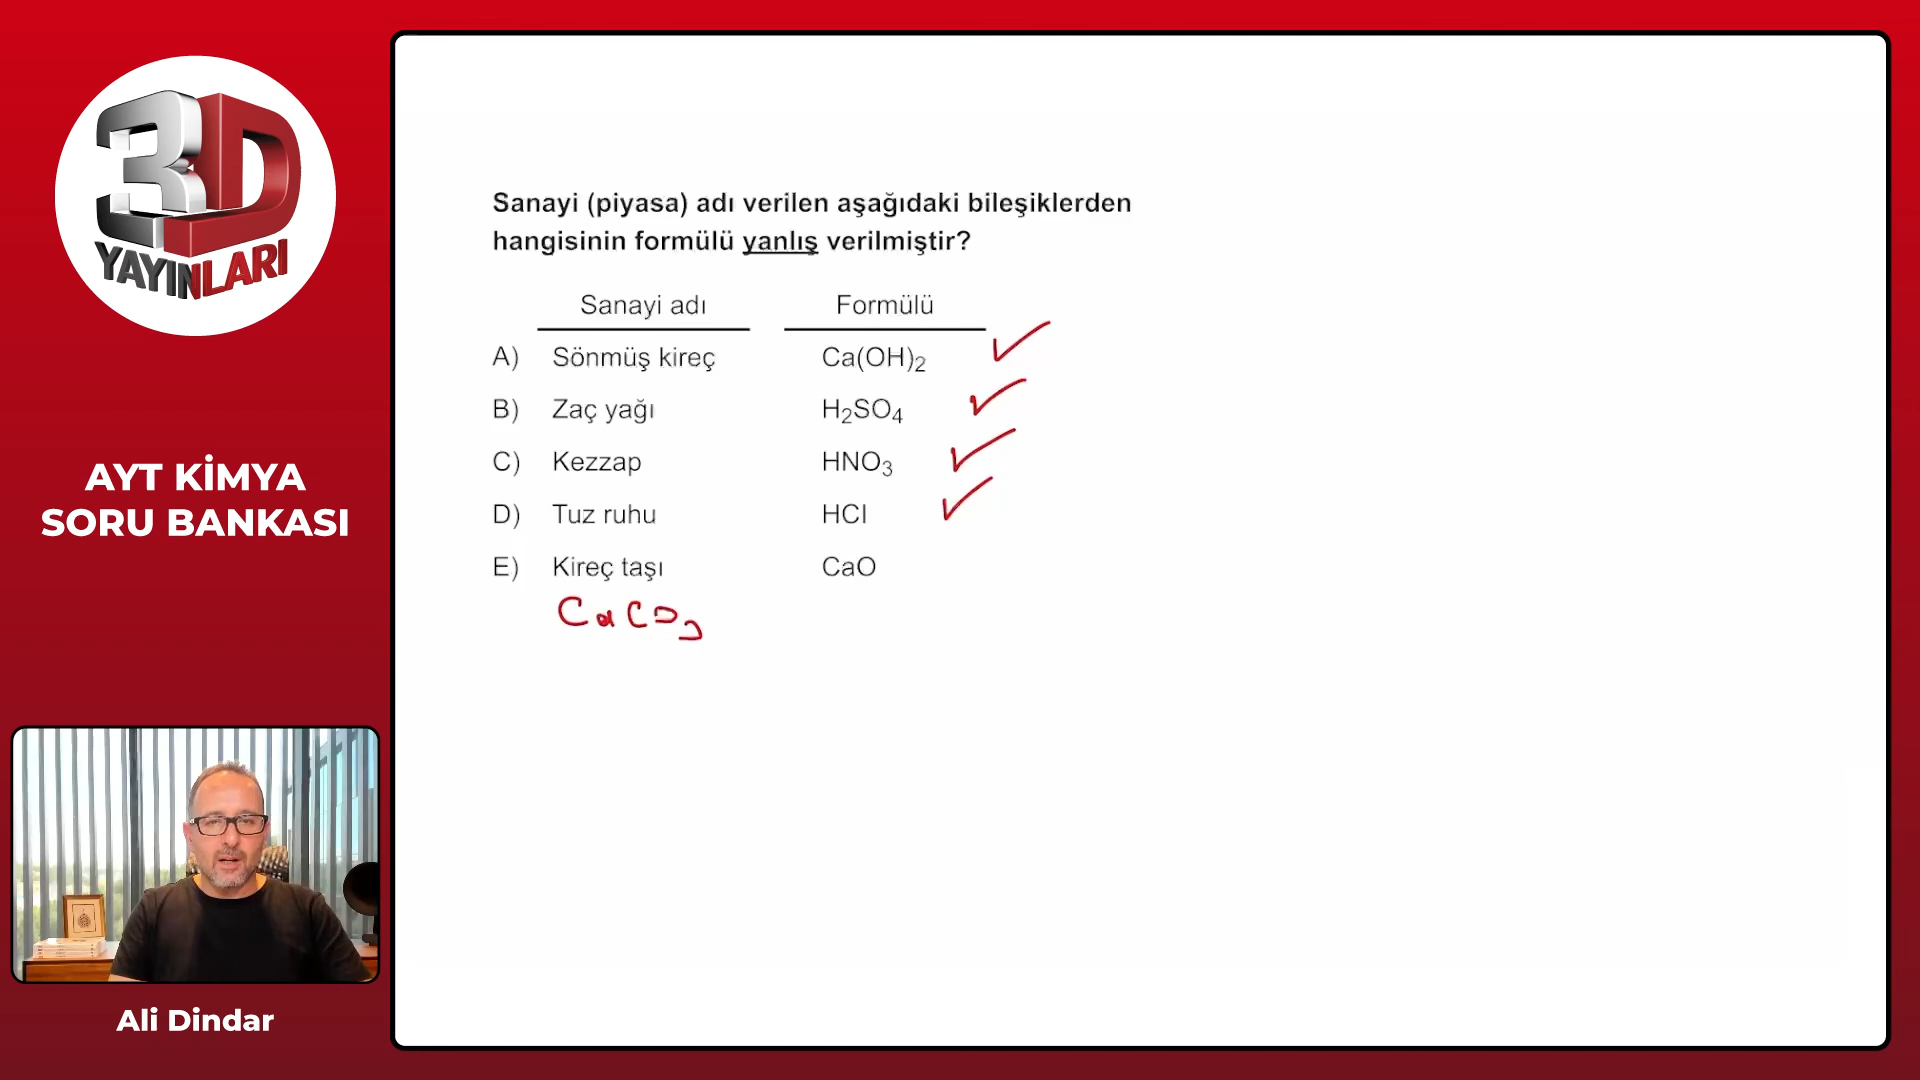 3D
YAYINLARI
AYT KİMYA
SORU BANKASI
Ali Dindar
Sanayi (piyasa) adı verilen aşağıdaki bileşiklerden
hangisinin formülü yanlış verilmiştir?
Sanayi adı Formülü
A) Sönmüş kireç Ca(OH)₂
B) Zaç yağı H₂SO₄
C) Kezzap HNO₃
D) Tuz ruhu HCl
E) Kireç taşı CaO
CaCO₃